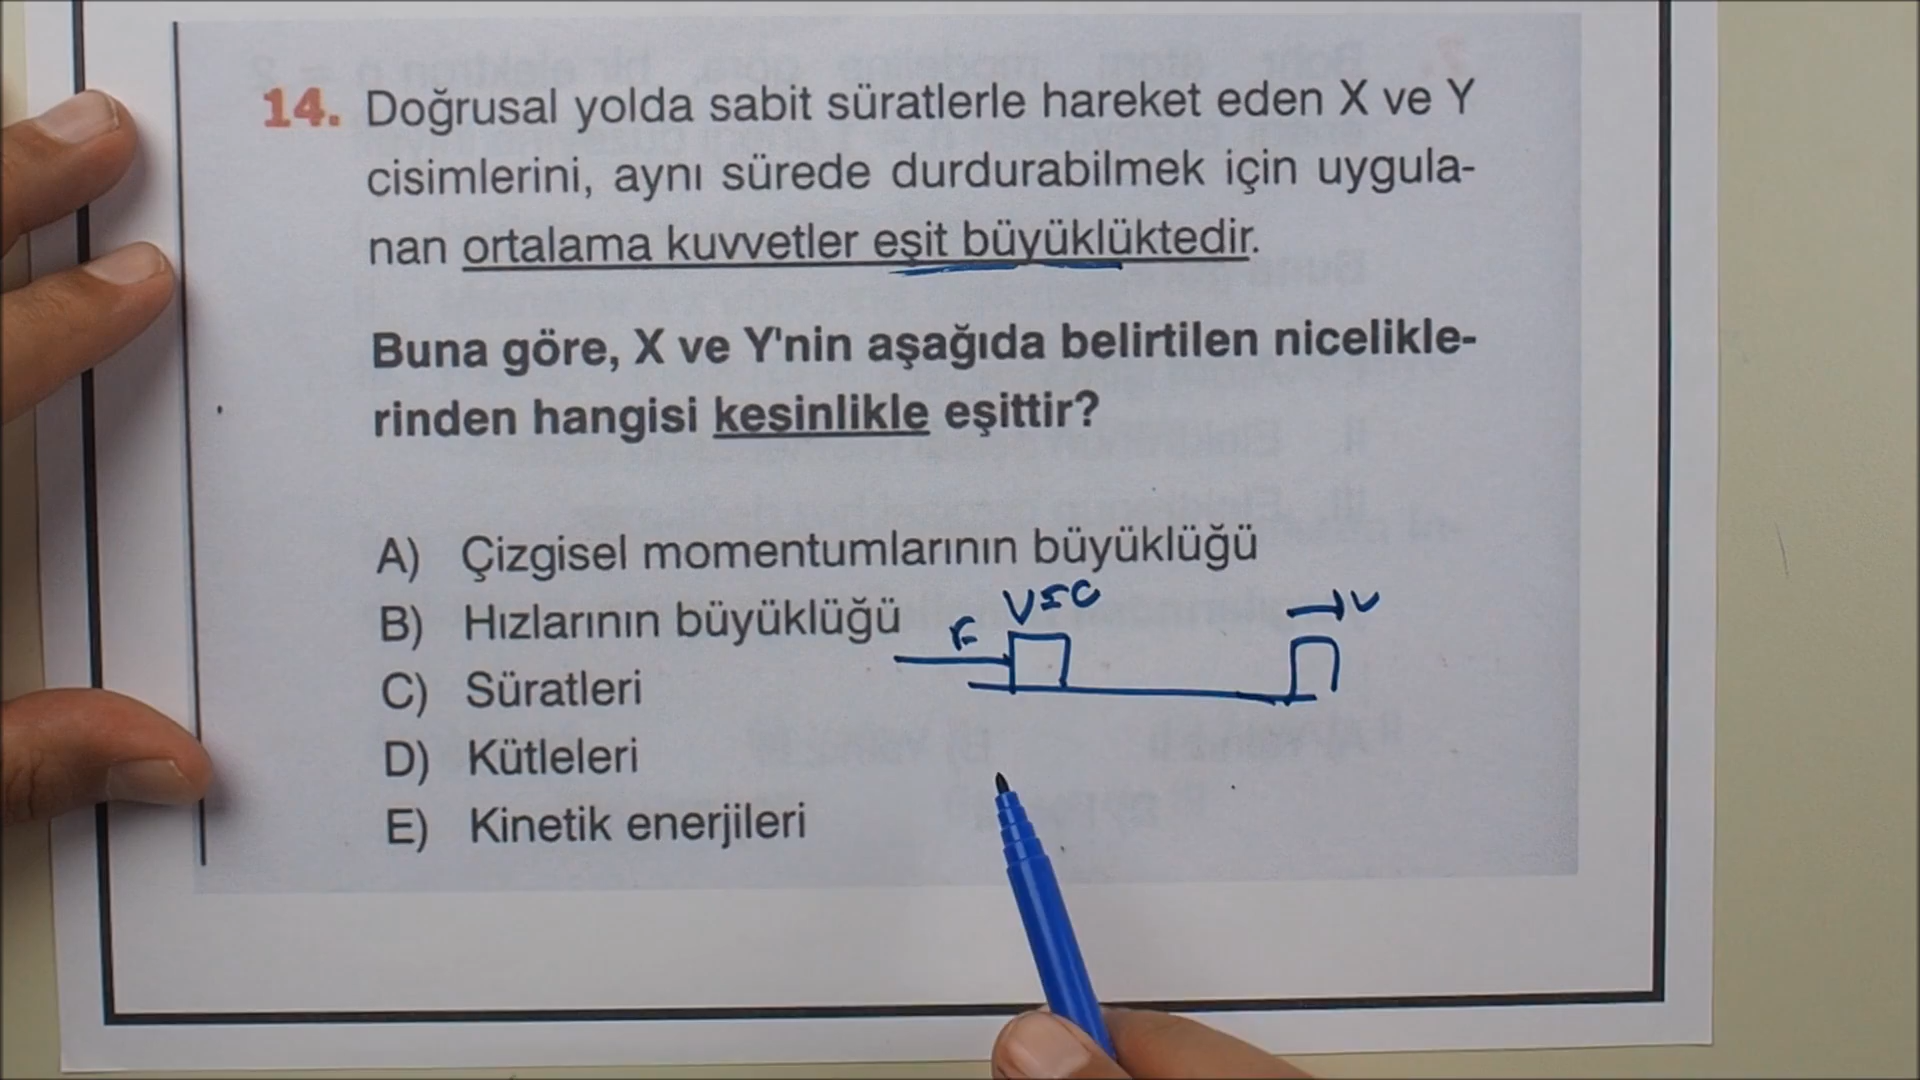 14. Doğrusal yolda sabit süratlerle hareket eden X ve Y
cisimlerini, aynı sürede durdurabilmek için uygula-
nan ortalama kuvvetler eşit büyüklüktedir.
Buna göre, X ve Y'nin aşağıda belirtilen nicelikle-
rinden hangisi kesinlikle eşittir?
A) Çizgisel momentumlarının büyüklüğü
B) Hızlarının büyüklüğü
C) Süratleri
D) Kütleleri
E) Kinetik enerjileri
F
V=0
V